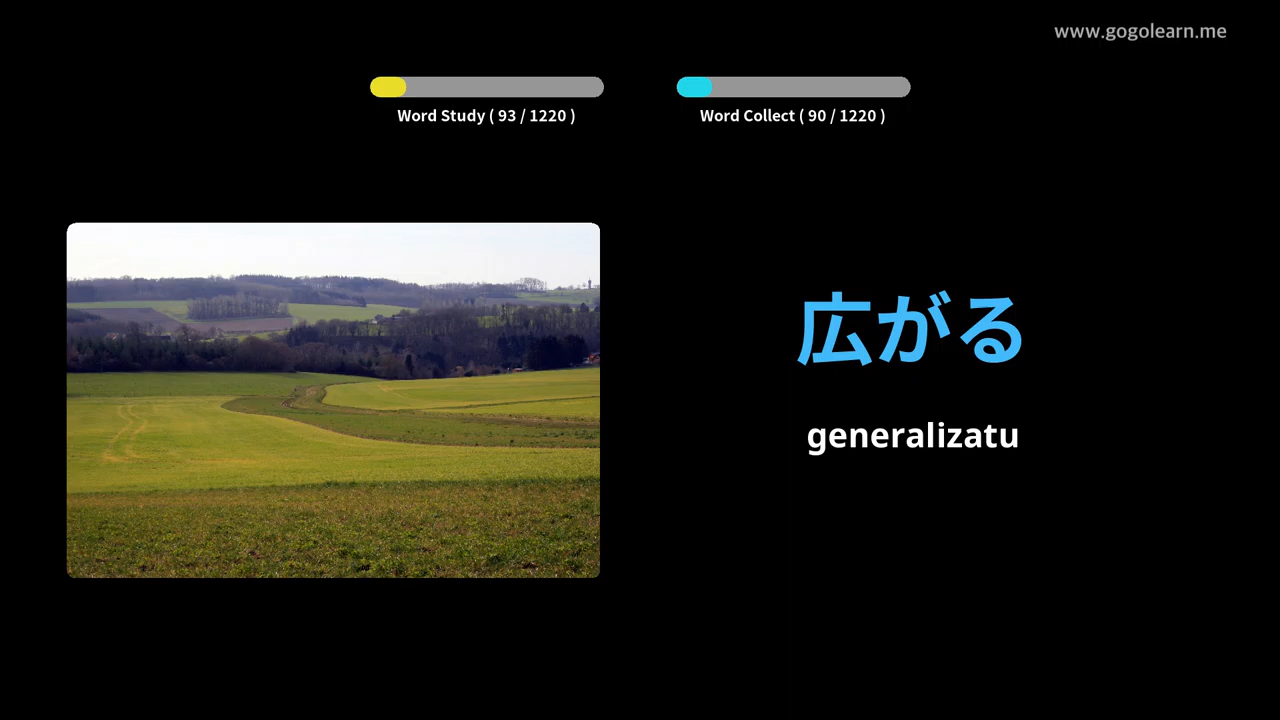 www.gogolearn.me
Word Study ( 93 / 1220 )
Word Collect ( 90 / 1220 )
広がる
generalizatu